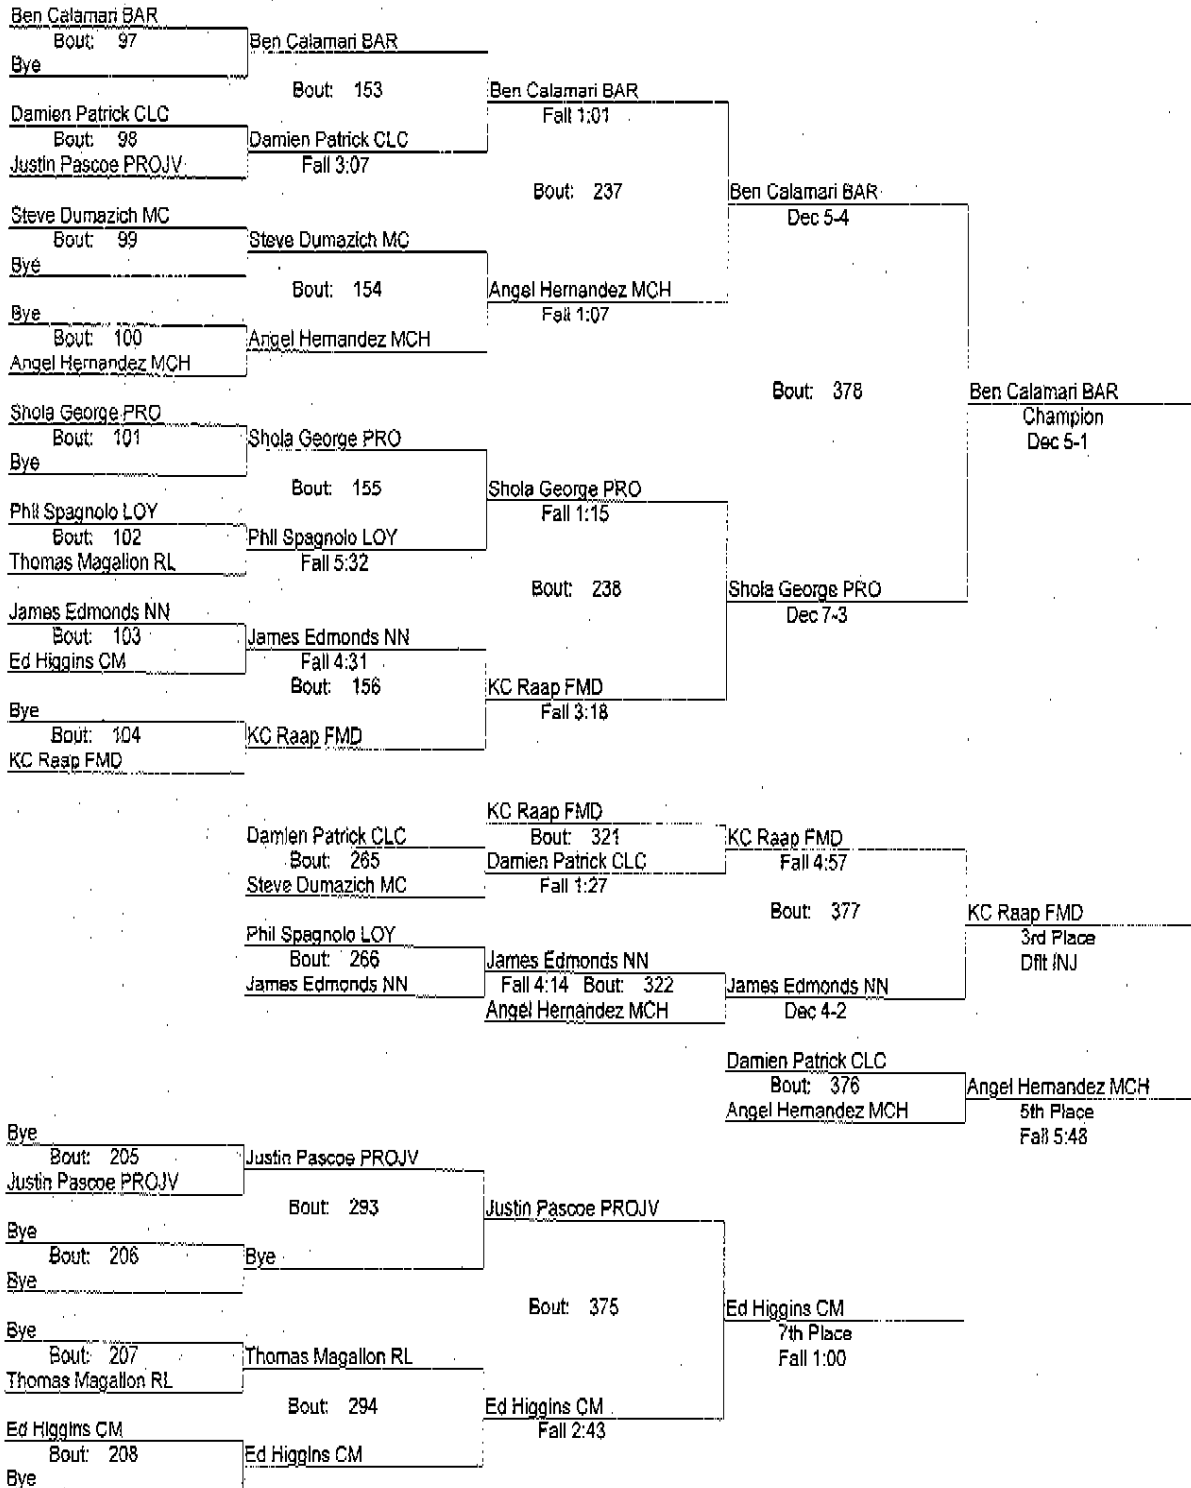 Ben Calamari BAR
Bout: 97
Bye
Ben Calamari BAR
Bout: 153
Damien Patrick CLC
Bout: 98
Justin Pascoe PROJV
Damien Patrick CLC
Fall 3:07
Ben Calamari BAR
Fall 1:01
Bout: 237
Steve Dumazich MC
Bout: 99
Bye
Steve Dumazich MC
Bout: 154
Bye
Bout: 100
Angel Hernandez MCH
Angel Hernandez MCH
Angel Hernandez MCH
Fall 1:07
Ben Calamari BAR
Dec 5-4
Bout: 378
Ben Calamari BAR
Champion
Dec 5-1
Shola George PRO
Bout: 101
Bye
Shola George PRO
Bout: 155
Phil Spagnolo LOY
Bout: 102
Thomas Magallon RL
Phil Spagnolo LOY
Fall 5:32
Shola George PRO
Fall 1:15
Bout: 238
Shola George PRO
Dec 7-3
James Edmonds NN
Bout: 103
Ed Higgins CM
James Edmonds NN
Fall 4:31
Bout: 156
Bye
Bout: 104
KC Raap FMD
KC Raap FMD
KC Raap FMD
Fall 3:18
Damien Patrick CLC
Bout: 265
Steve Dumazich MC
KC Raap FMD
Bout: 321
Damien Patrick CLC
Fall 1:27
KC Raap FMD
Fall 4:57
Bout: 377
KC Raap FMD
3rd Place
Dflt INJ
Phil Spagnolo LOY
Bout: 266
James Edmonds NN
James Edmonds NN
Fall 4:14 Bout: 322
Angel Hernandez MCH
James Edmonds NN
Dec 4-2
Damien Patrick CLC
Bout: 376
Angel Hernandez MCH
Angel Hernandez MCH
5th Place
Fall 5:48
Bye
Bout: 205
Justin Pascoe PROJV
Justin Pascoe PROJV
Bout: 293
Bye
Bout: 206
Bye
Bye
Justin Pascoe PROJV
Bout: 375
Ed Higgins CM
7th Place
Fall 1:00
Bye
Bout: 207
Thomas Magallon RL
Thomas Magallon RL
Bout: 294
Ed Higgins CM
Bout: 208
Bye
Ed Higgins CM
Ed Higgins CM
Fall 2:43